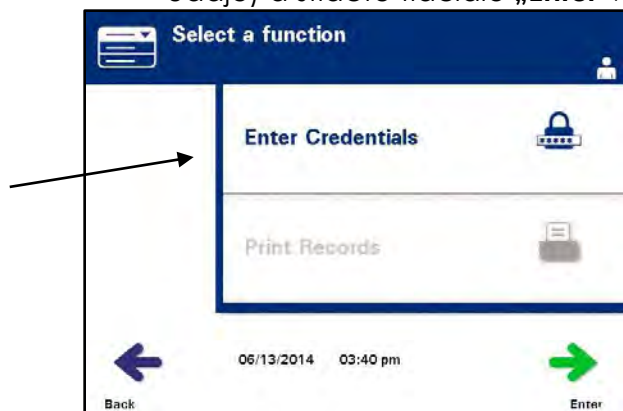 Select a function
Enter Credentials
Print Records
06/13/2014 03:40 pm
Back
Enter